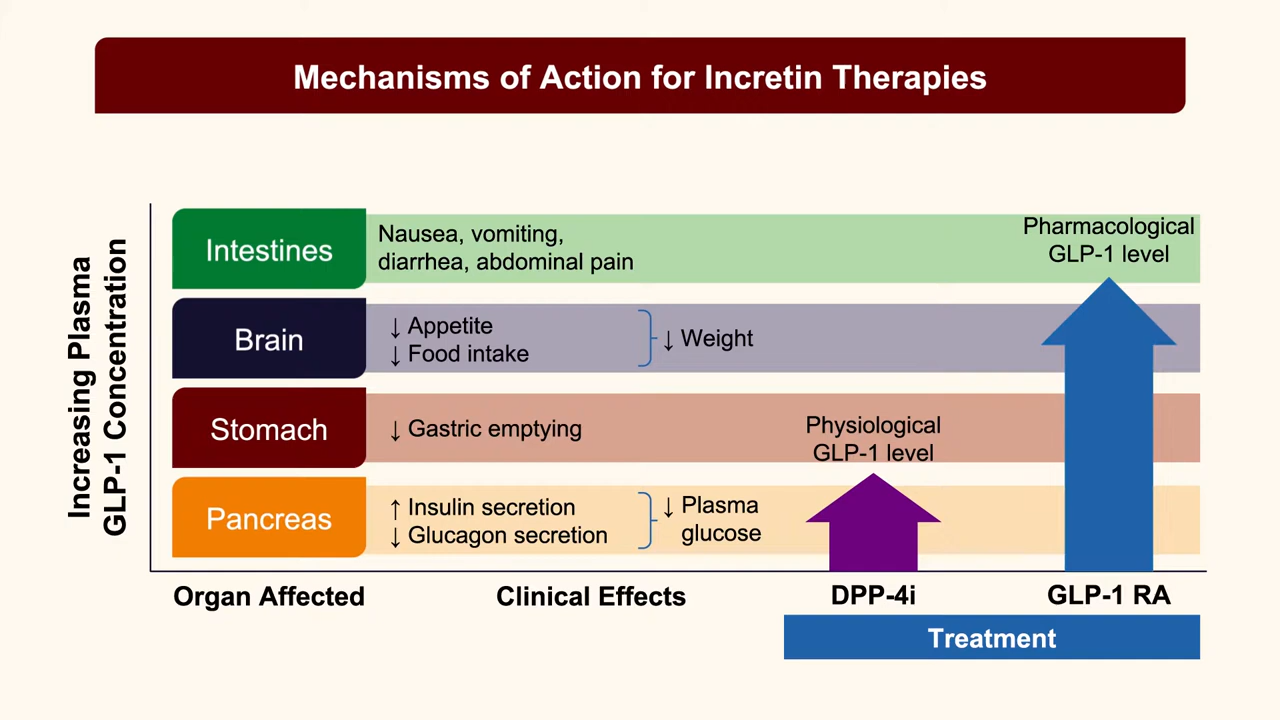 Mechanisms of Action for Incretin Therapies
Increasing Plasma
GLP-1 Concentration
Intestines
Nausea, vomiting,
diarrhea, abdominal pain
Pharmacological
GLP-1 level
Brain
↓ Appetite
↓ Food intake
↓ Weight
Stomach
↓ Gastric emptying
Physiological
GLP-1 level
Pancreas
↑ Insulin secretion
↓ Glucagon secretion
↓ Plasma
glucose
Organ Affected
Clinical Effects
DPP-4i
GLP-1 RA
Treatment